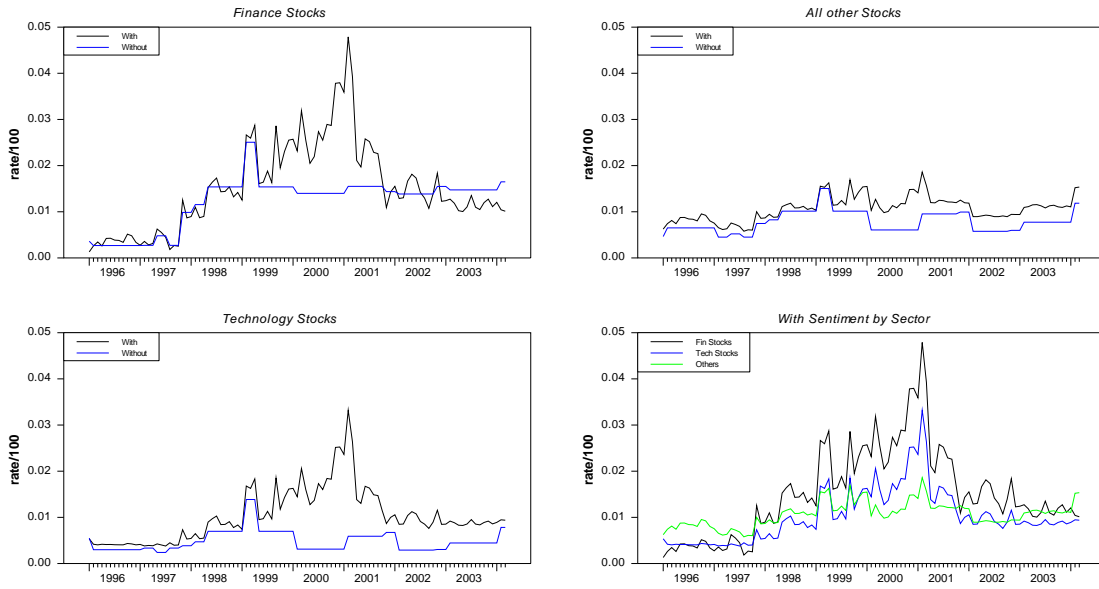 Finance Stocks
With
Without
rate/100
0.05
0.04
0.03
0.02
0.01
0.00
1996 1997 1998 1999 2000 2001 2002 2003
All other Stocks
With
Without
rate/100
0.05
0.04
0.03
0.02
0.01
0.00
1996 1997 1998 1999 2000 2001 2002 2003
Technology Stocks
With
Without
rate/100
0.05
0.04
0.03
0.02
0.01
0.00
1996 1997 1998 1999 2000 2001 2002 2003
With Sentiment by Sector
Fin Stocks
Tech Stocks
Others
rate/100
0.05
0.04
0.03
0.02
0.01
0.00
1996 1997 1998 1999 2000 2001 2002 2003